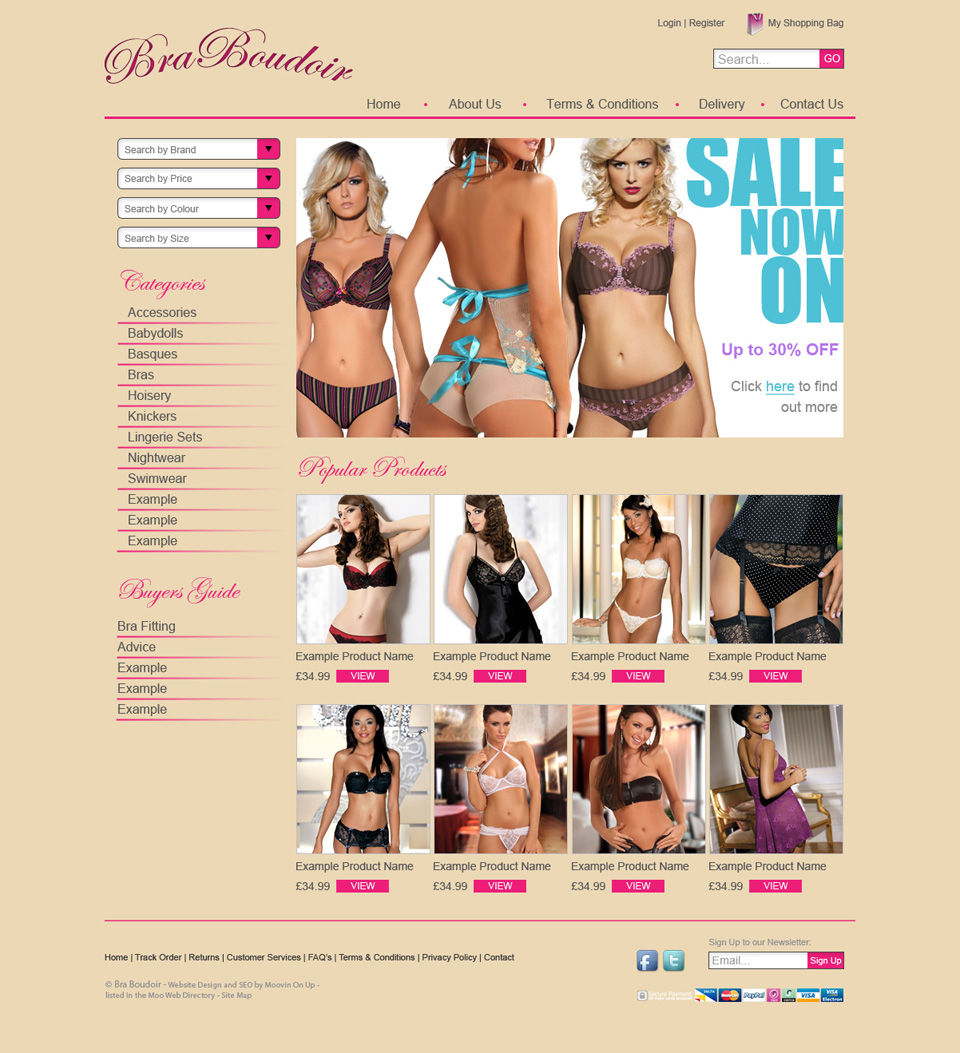 Login | Register
My Shopping Bag
Bra Boudoir
Search...
GO
Home • About Us • Terms & Conditions • Delivery • Contact Us
Search by Brand
Search by Price
Search by Colour
Search by Size
Categories
Accessories
Babydolls
Basques
Bras
Hoisery
Knickers
Lingerie Sets
Nightwear
Swimwear
Example
Example
Example
Buyers Guide
Bra Fitting
Advice
Example
Example
Example
SALE
NOW
ON
Up to 30% OFF
Click here to find
out more
Popular Products
Example Product Name Example Product Name Example Product Name Example Product Name
£34.99 VIEW £34.99 VIEW £34.99 VIEW £34.99 VIEW
Example Product Name Example Product Name Example Product Name Example Product Name
£34.99 VIEW £34.99 VIEW £34.99 VIEW £34.99 VIEW
Home | Track Order | Returns | Customer Services | FAQ's | Terms & Conditions | Privacy Policy | Contact
© Bra Boudoir - Website Design and SEO by Moovin On Up -
listed in the Moo Web Directory - Site Map
Sign Up to our Newsletter:
Email...
Sign Up
Secure Payment
MasterCard
PayPal
VISA
VISA
Electron